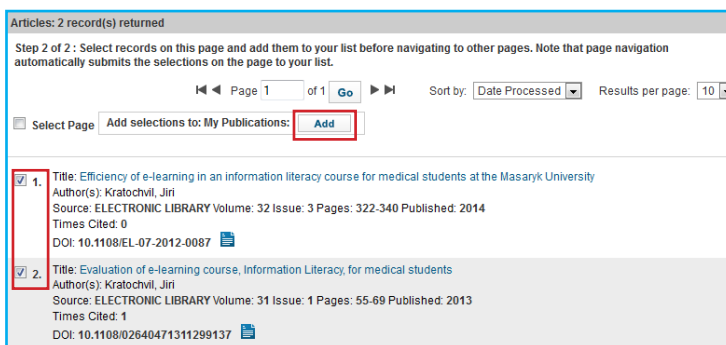 Articles: 2 record(s) returned
Step 2 of 2 : Select records on this page and add them to your list before navigating to other pages. Note that page navigation
automatically submits the selections on the page to your list.
Page 1 of 1 Go Sort by: Date Processed Results per page: 10
Select Page Add selections to: My Publications: Add
1. Title: Efficiency of e-learning in an information literacy course for medical students at the Masaryk University
Author(s): Kratochvil, Jiri
Source: ELECTRONIC LIBRARY Volume: 32 Issue: 3 Pages: 322-340 Published: 2014
Times Cited: 0
DOI: 10.1108/EL-07-2012-0087
2. Title: Evaluation of e-learning course, Information Literacy, for medical students
Author(s): Kratochvil, Jiri
Source: ELECTRONIC LIBRARY Volume: 31 Issue: 1 Pages: 55-69 Published: 2013
Times Cited: 1
DOI: 10.1108/02640471311299137